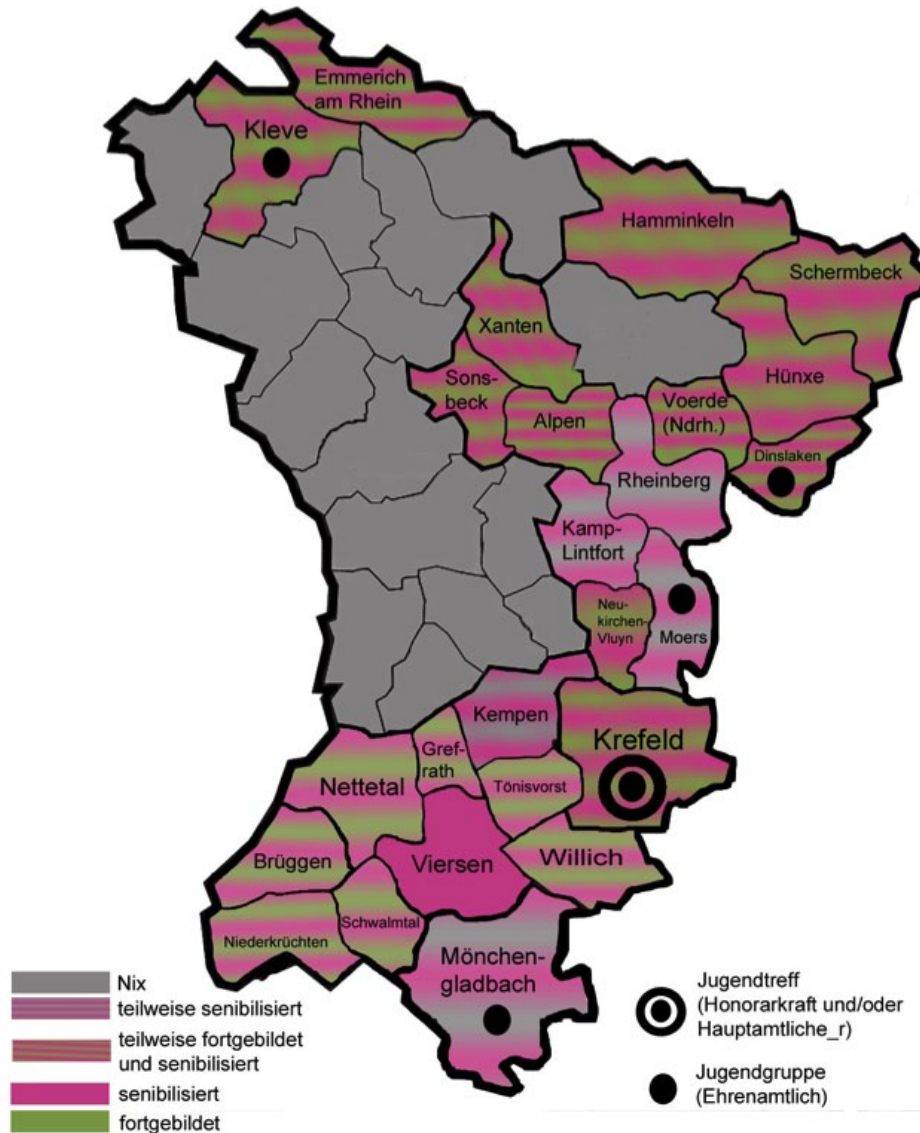 Emmerich
am Rhein
Kleve
Hamminkeln
Schermbeck
Xanten
Hünxe
Sons-
beck
Alpen
Voerde
(Ndrh.)
Dinslaken
Rheinberg
Kamp-
Lintfort
Neu-
kirchen-
Vluyn
Moers
Kempen
Krefeld
Gref-
rath
Nettetal
Tönisvorst
Brüggen
Viersen
Willich
Schwalmtal
Niederkrüchten
Mönchen-
gladbach
Nix
teilweise senibilisiert
teilweise fortgebildet
und senibilisiert
senibilisiert
fortgebildet
Jugendtreff
(Honorarkraft und/oder
Hauptamtliche_r)
Jugendgruppe
(Ehrenamtlich)